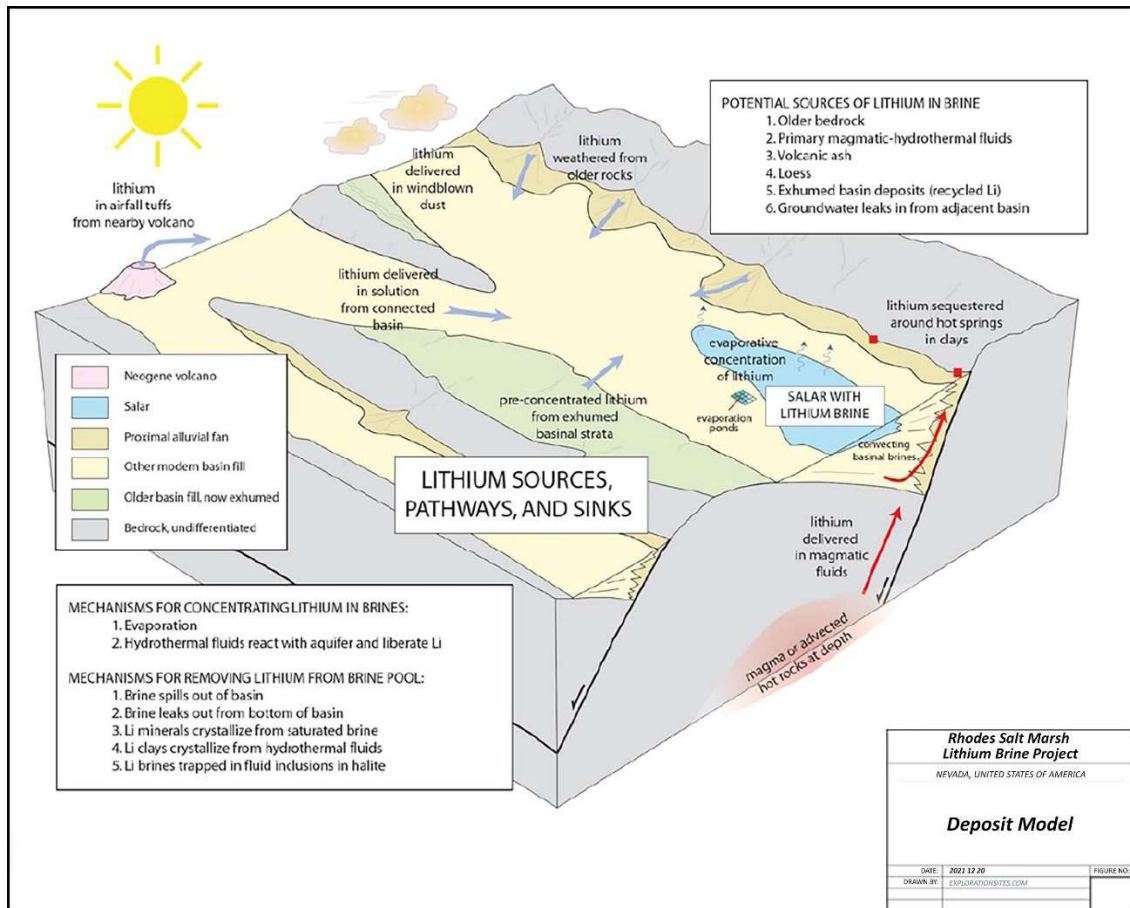 lithium
in airfall tuffs
from nearby volcano
lithium
delivered
in windblown
dust
lithium
weathered from
older rocks
POTENTIAL SOURCES OF LITHIUM IN BRINE
1. Older bedrock
2. Primary magmatic-hydrothermal fluids
3. Volcanic ash
4. Loess
5. Exhumed basin deposits (recycled Li)
6. Groundwater leaks in from adjacent basin
lithium delivered
in solution
from connected
basin
lithium sequestered
around hot springs
in clays
evaporative
concentration
of lithium
SALAR WITH
LITHIUM BRINE
evaporation
ponds
convecting
basinal brines
pre-concentrated lithium
from exhumed
basinal strata
Neogene volcano
Salar
Proximal alluvial fan
Other modern basin fill
Older basin fill, now exhumed
Bedrock, undifferentiated
LITHIUM SOURCES,
PATHWAYS, AND SINKS
lithium
delivered
in magmatic
fluids
magma or advected
hot rocks at depth
MECHANISMS FOR CONCENTRATING LITHIUM IN BRINES:
1. Evaporation
2. Hydrothermal fluids react with aquifer and liberate Li
MECHANISMS FOR REMOVING LITHIUM FROM BRINE POOL:
1. Brine spills out of basin
2. Brine leaks out from bottom of basin
3. Li minerals crystallize from saturated brine
4. Li clays crystallize from hydrothermal fluids
5. Li brines trapped in fluid inclusions in halite
Rhodes Salt Marsh
Lithium Brine Project
NEVADA, UNITED STATES OF AMERICA
Deposit Model
DATE: 2021 12 20 FIGURE NO:
DRAWN BY: EXPLORATIONSITES.COM